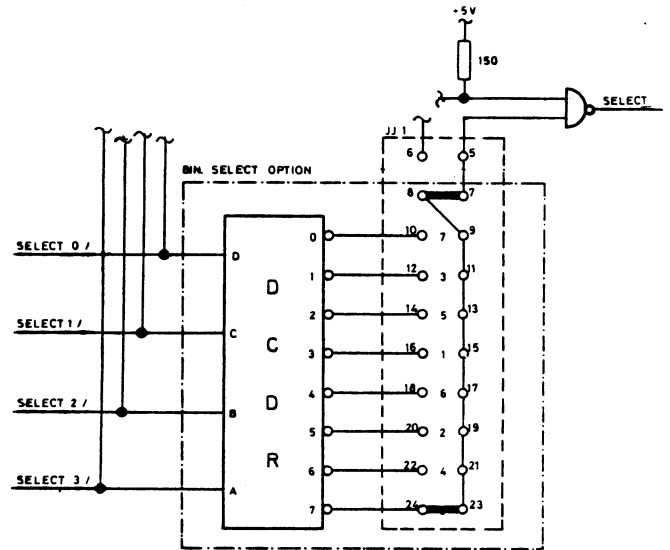 +5V
150
SELECT
JJ 1
6 5
BIN. SELECT OPTION
8 7
0 10 7 9
SELECT 0 / D
1 12 3 11
D
2 14 5 13
SELECT 1 / C C
3 16 1 15
D
4 18 6 17
SELECT 2 / B
5 20 2 19
R
6 22 4 21
SELECT 3 / A
7 24 23